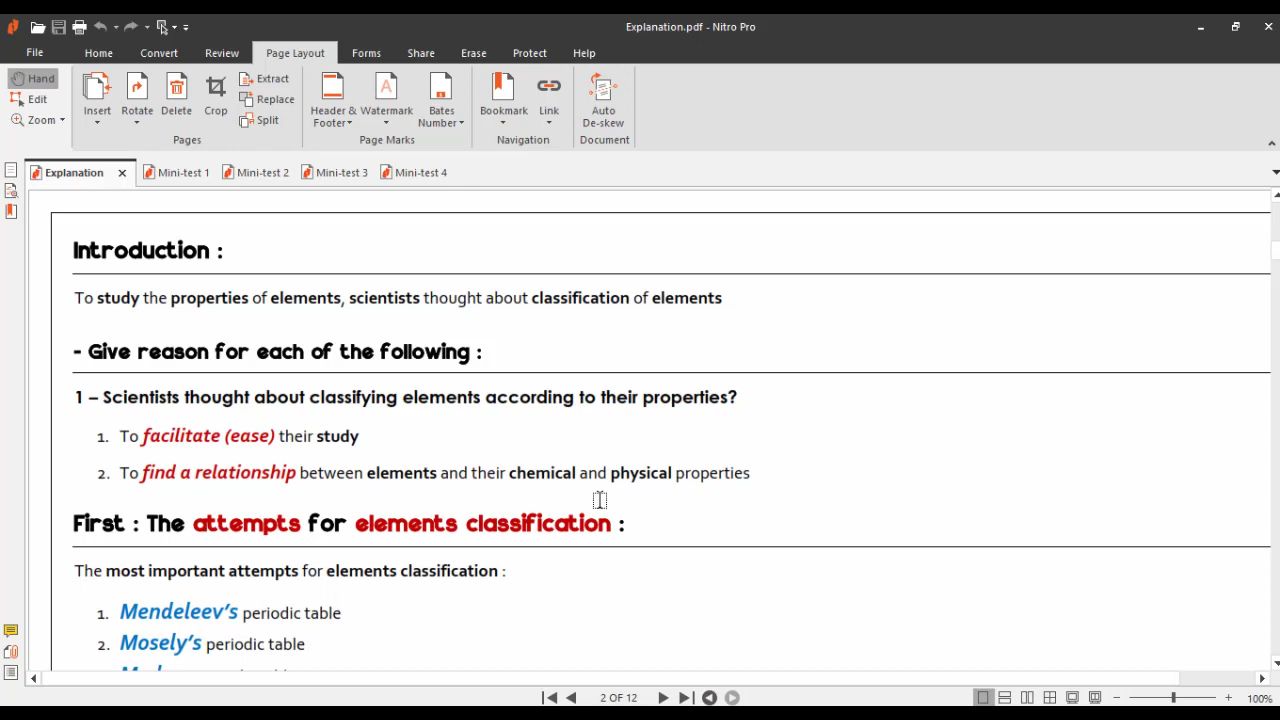 Explanation.pdf - Nitro Pro
File Home Convert Review Page Layout Forms Share Erase Protect Help
Hand
Edit
Zoom
Insert Rotate Delete Crop
Extract
Replace
Split
Pages
Header & Footer Watermark Bates Number
Page Marks
Bookmark Link
Navigation
Auto De-skew
Document
Explanation Mini-test 1 Mini-test 2 Mini-test 3 Mini-test 4
Introduction :
To study the properties of elements, scientists thought about classification of elements
- Give reason for each of the following :
1 – Scientists thought about classifying elements according to their properties?
1. To facilitate (ease) their study
2. To find a relationship between elements and their chemical and physical properties
First : The attempts for elements classification :
The most important attempts for elements classification :
1. Mendeleev's periodic table
2. Mosely's periodic table
2 OF 12
100%